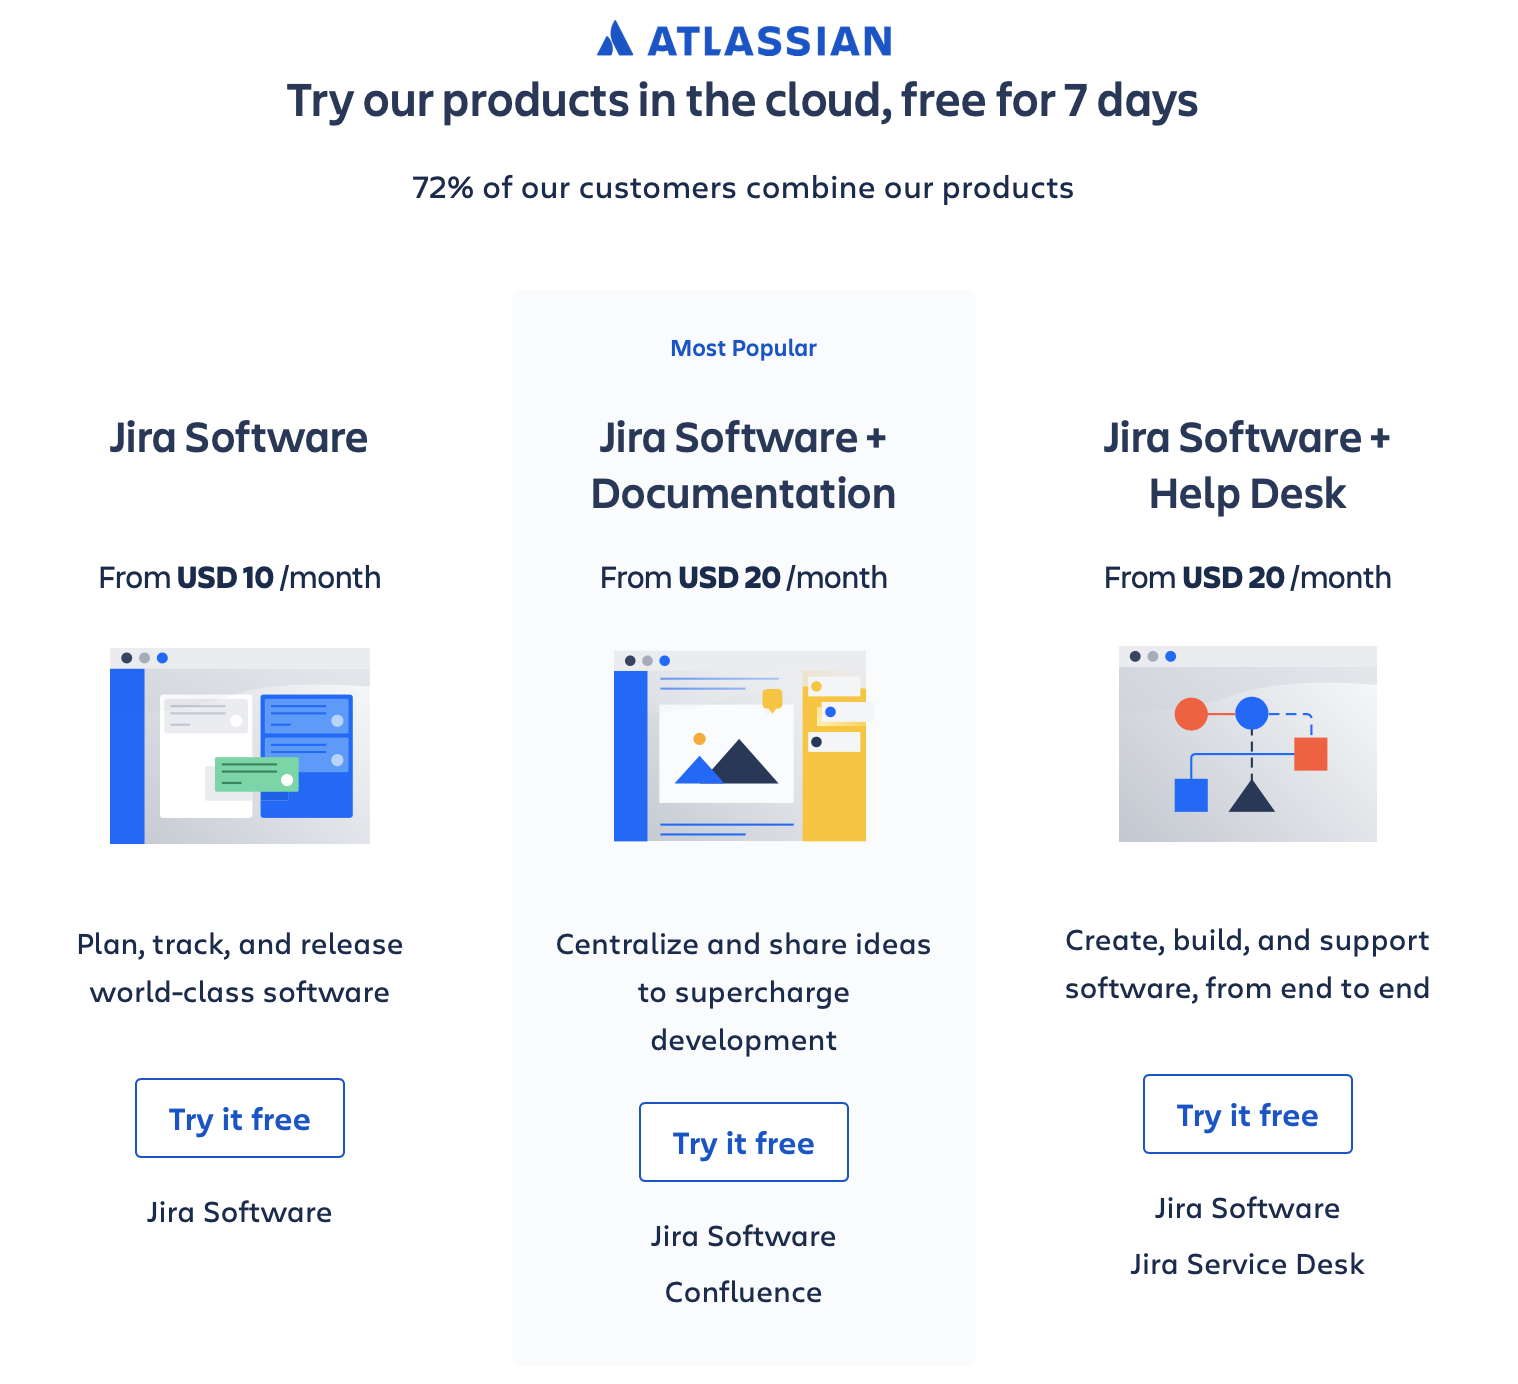 ATLASSIAN
Try our products in the cloud, free for 7 days
72% of our customers combine our products
Jira Software
From USD 10 /month
Plan, track, and release
world-class software
Try it free
Jira Software
Most Popular
Jira Software +
Documentation
From USD 20 /month
Centralize and share ideas
to supercharge
development
Try it free
Jira Software
Confluence
Jira Software +
Help Desk
From USD 20 /month
Create, build, and support
software, from end to end
Try it free
Jira Software
Jira Service Desk